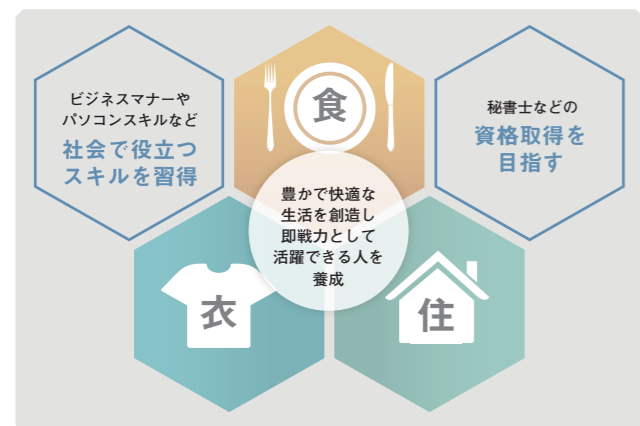 ビジネスマナーや
パソコンスキルなど
社会で役立つ
スキルを習得
食
秘書士などの
資格取得を
目指す
豊かで快適な
生活を創造し
即戦力として
活躍できる人を
養成
衣
住